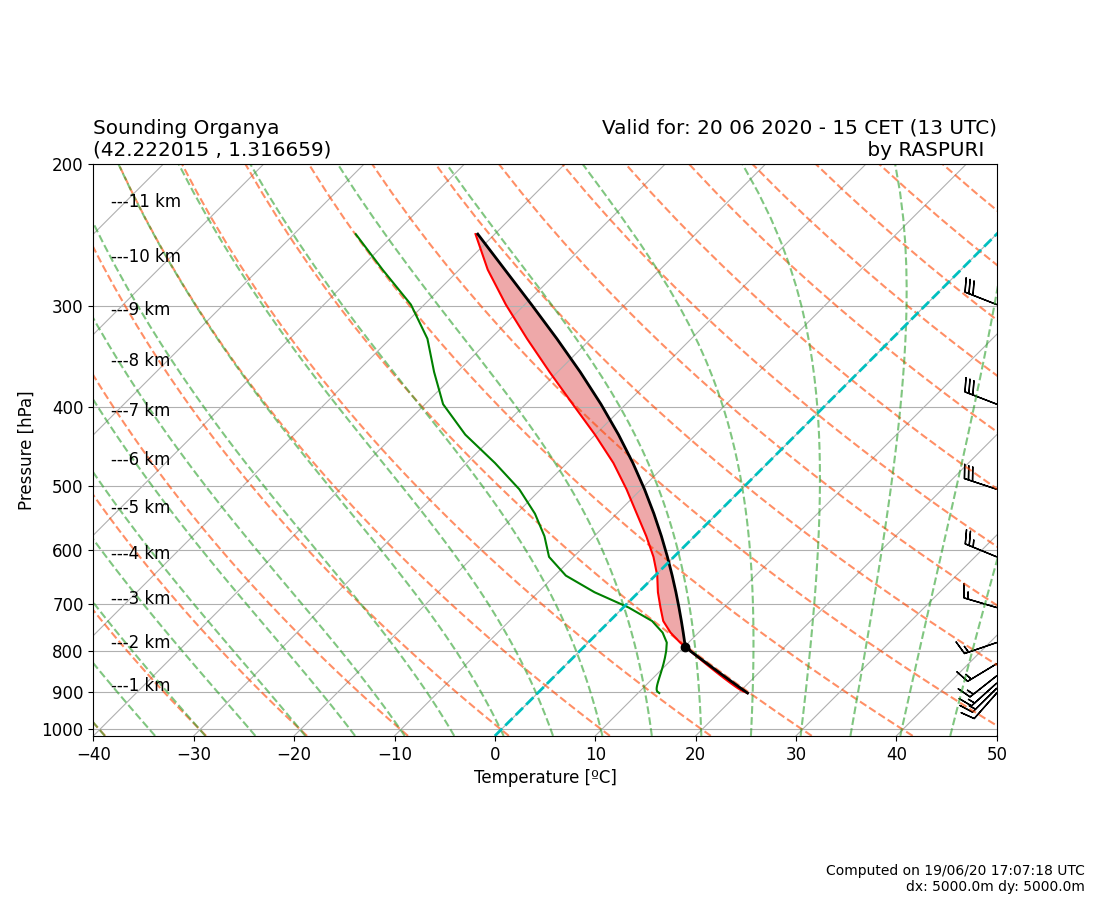 Sounding Organya
(42.222015 , 1.316659)
Valid for: 20 06 2020 - 15 CET (13 UTC)
by RASPURI
200
300
400
500
600
700
800
900
1000
Pressure [hPa]
---11 km
---10 km
---9 km
---8 km
---7 km
---6 km
---5 km
---4 km
---3 km
---2 km
---1 km
−40 −30 −20 −10 0 10 20 30 40 50
Temperature [ºC]
Computed on 19/06/20 17:07:18 UTC
dx: 5000.0m dy: 5000.0m